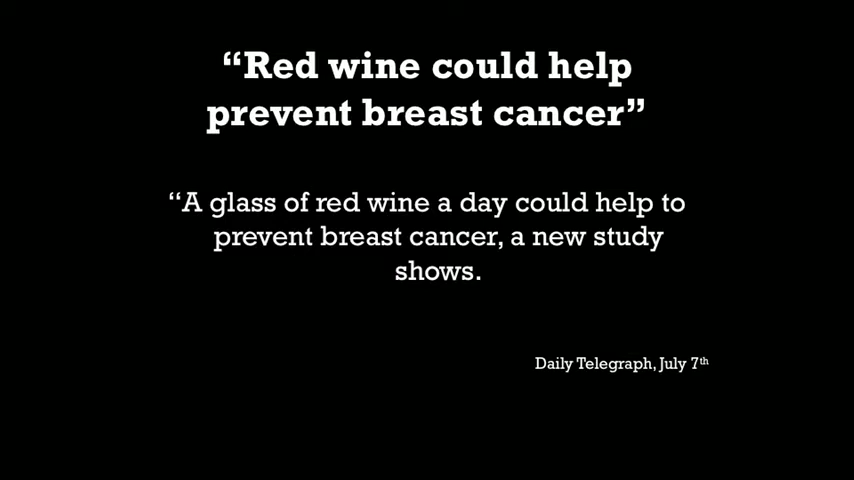 “Red wine could help
prevent breast cancer”
“A glass of red wine a day could help to
prevent breast cancer, a new study
shows.
Daily Telegraph, July 7th